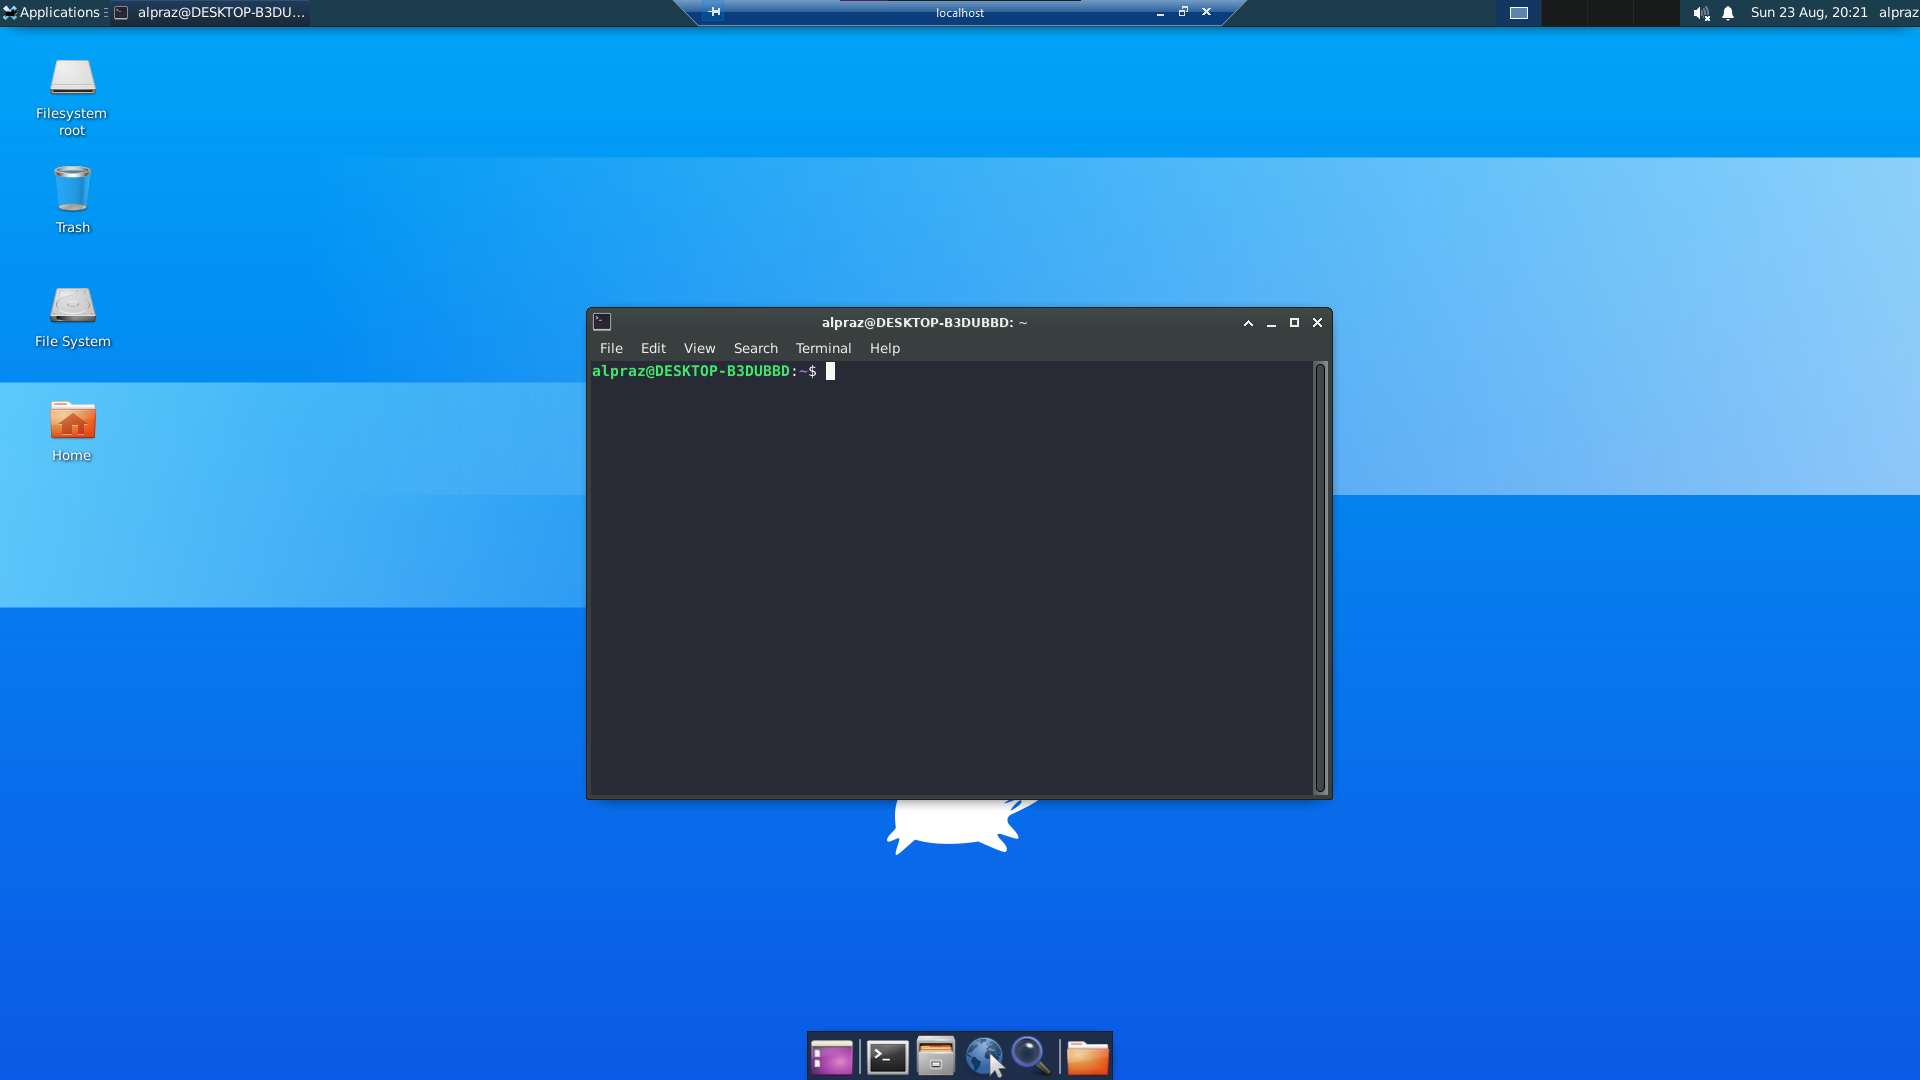 Applications
alpraz@DESKTOP-B3DU...
localhost
Sun 23 Aug, 20:21
alpraz
Filesystem
root
Trash
File System
Home
alpraz@DESKTOP-B3DUBBD: ~
File Edit View Search Terminal Help
alpraz@DESKTOP-B3DUBBD:~$